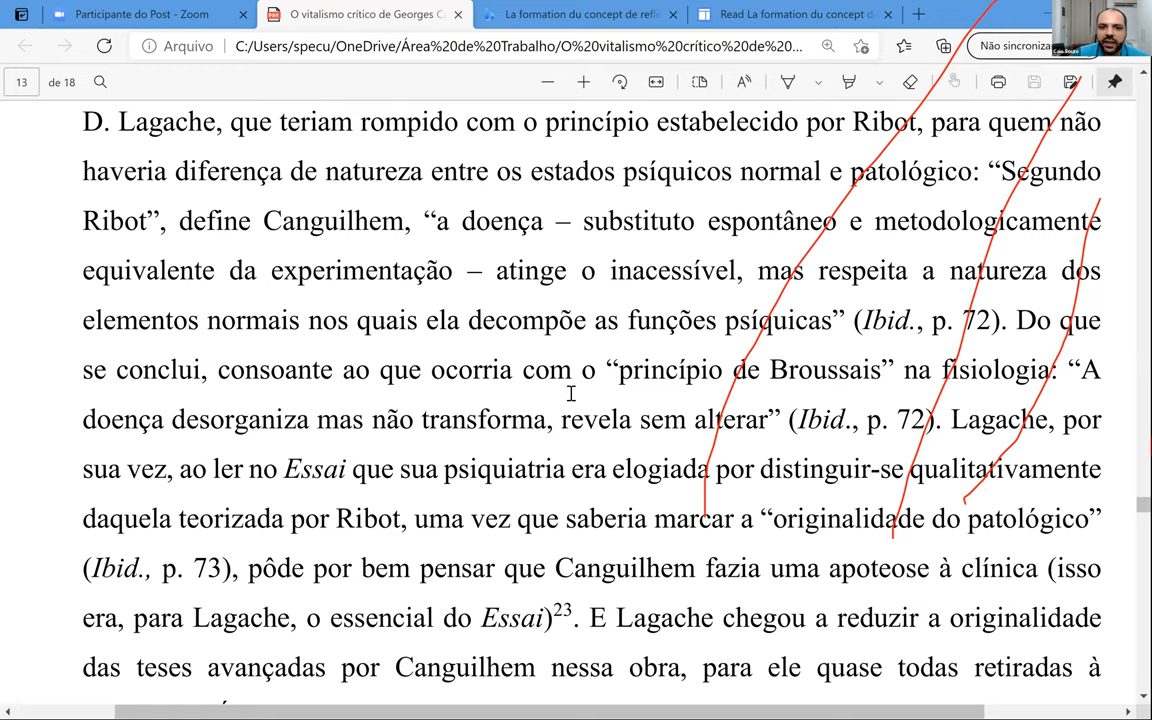 Participante do Post - Zoom
O vitalismo crítico de Georges C
La formation du concept de refle
Read La formation du concept d
Arquivo
C:/Users/specu/OneDrive/Área%20de%20Trabalho/O%20vitalismo%20crítico%20de%20...
Não sincroniza
Caio Souto
13
de 18
D. Lagache, que teriam rompido com o princípio estabelecido por Ribot, para quem não
haveria diferença de natureza entre os estados psíquicos normal e patológico: “Segundo
Ribot”, define Canguilhem, “a doença – substituto espontâneo e metodologicamente
equivalente da experimentação – atinge o inacessível, mas respeita a natureza dos
elementos normais nos quais ela decompõe as funções psíquicas” (Ibid., p. 72). Do que
se conclui, consoante ao que ocorria com o “princípio de Broussais” na fisiologia: “A
doença desorganiza mas não transforma, revela sem alterar” (Ibid., p. 72). Lagache, por
sua vez, ao ler no Essai que sua psiquiatria era elogiada por distinguir-se qualitativamente
daquela teorizada por Ribot, uma vez que saberia marcar a “originalidade do patológico”
(Ibid., p. 73), pôde por bem pensar que Canguilhem fazia uma apoteose à clínica (isso
era, para Lagache, o essencial do Essai)23. E Lagache chegou a reduzir a originalidade
das teses avançadas por Canguilhem nessa obra, para ele quase todas retiradas à